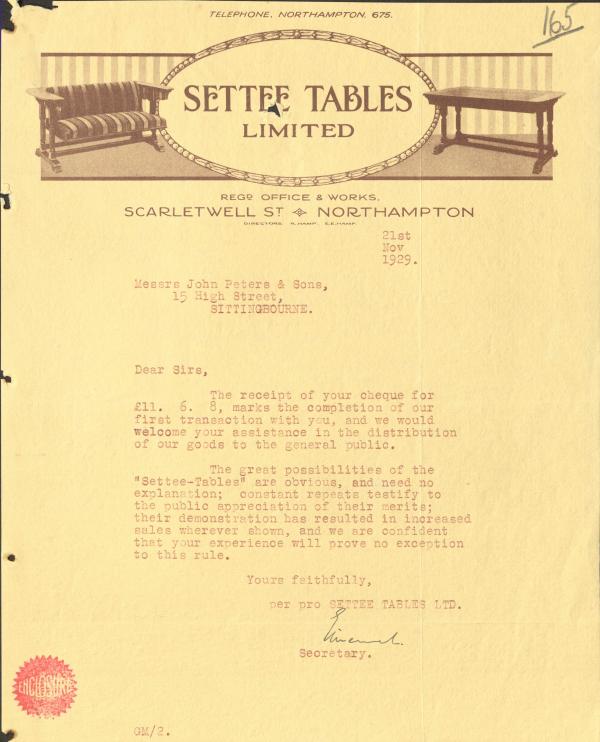 TELEPHONE, NORTHAMPTON, 675.
165
SETTEE TABLES
LIMITED
REGD OFFICE & WORKS,
SCARLETWELL ST NORTHAMPTON
DIRECTORS R.HAMP. E.E.HAMP.
21st
Nov
1929.
Messrs John Peters & Sons,
15 High Street,
SITTINGBOURNE.
Dear Sirs,
The receipt of your cheque for
£11. 6. 8, marks the completion of our
first transaction with you, and we would
welcome your assistance in the distribution
of our goods to the general public.
The great possibilities of the
"Settee-Tables" are obvious, and need no
explanation; constant repeats testify to
the public appreciation of their merits;
their demonstration has resulted in increased
sales wherever shown, and we are confident
that your experience will prove no exception
to this rule.
Yours faithfully,
per pro SETTEE TABLES LTD.
Secretary.
ENCLOSURE
GM/2.